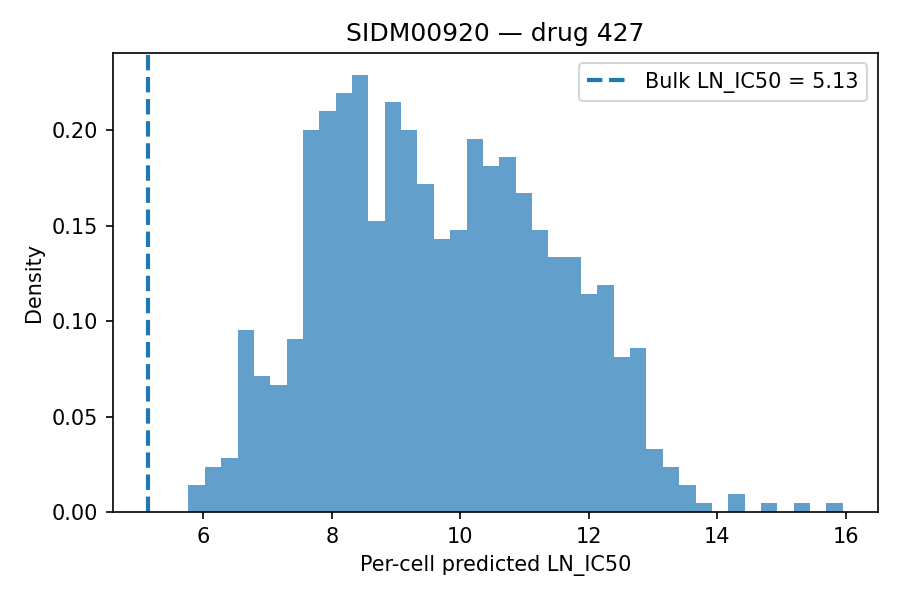 SIDM00920 — drug 427
Bulk LN_IC50 = 5.13
Density
0.20
0.15
0.10
0.05
0.00
6 8 10 12 14 16
Per-cell predicted LN_IC50